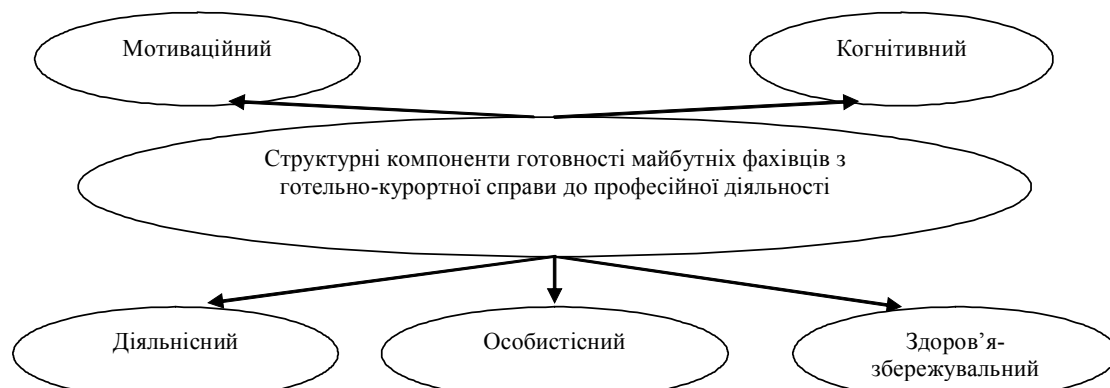 Мотиваційний
Когнітивний
Структурні компоненти готовності майбутніх фахівців з
готельно-курортної справи до професійної діяльності
Діяльнісний
Особистісний
Здоров’я-
збережувальний